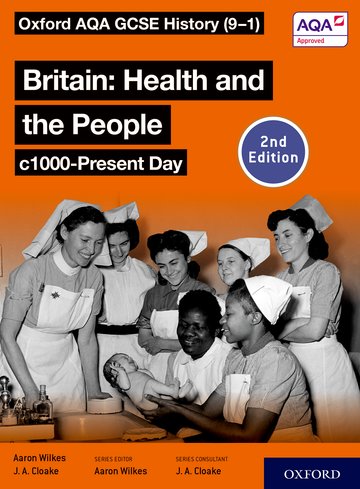 Oxford AQA GCSE History (9–1)
AQA
Approved
Britain: Health and
the People
c1000-Present Day
2nd
Edition
Aaron Wilkes
J. A. Cloake
SERIES EDITOR
Aaron Wilkes
SERIES CONSULTANT
J. A. Cloake
OXFORD